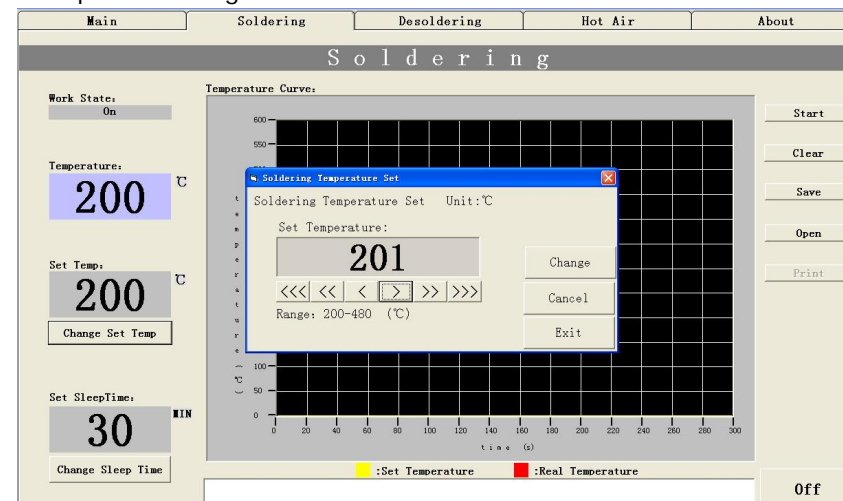 Main Soldering Desoldering Hot Air About
Soldering
Work State:
On
Temperature:
200 ℃
Set Temp:
200 ℃
Change Set Temp
Set SleepTime:
30 MIN
Change Sleep Time
Temperature Curve:
600
550
100
50
0
0 20 40 60 80 100 120 140 160 180 200 220 240 260 280 300
time (s)
temperature (℃)
:Set Temperature :Real Temperature
Soldering Temperature Set
Soldering Temperature Set Unit:℃
Set Temperature:
201
<<< << < > >> >>>
Range: 200-480 (℃)
Change
Cancel
Exit
Start
Clear
Save
Open
Print
Off